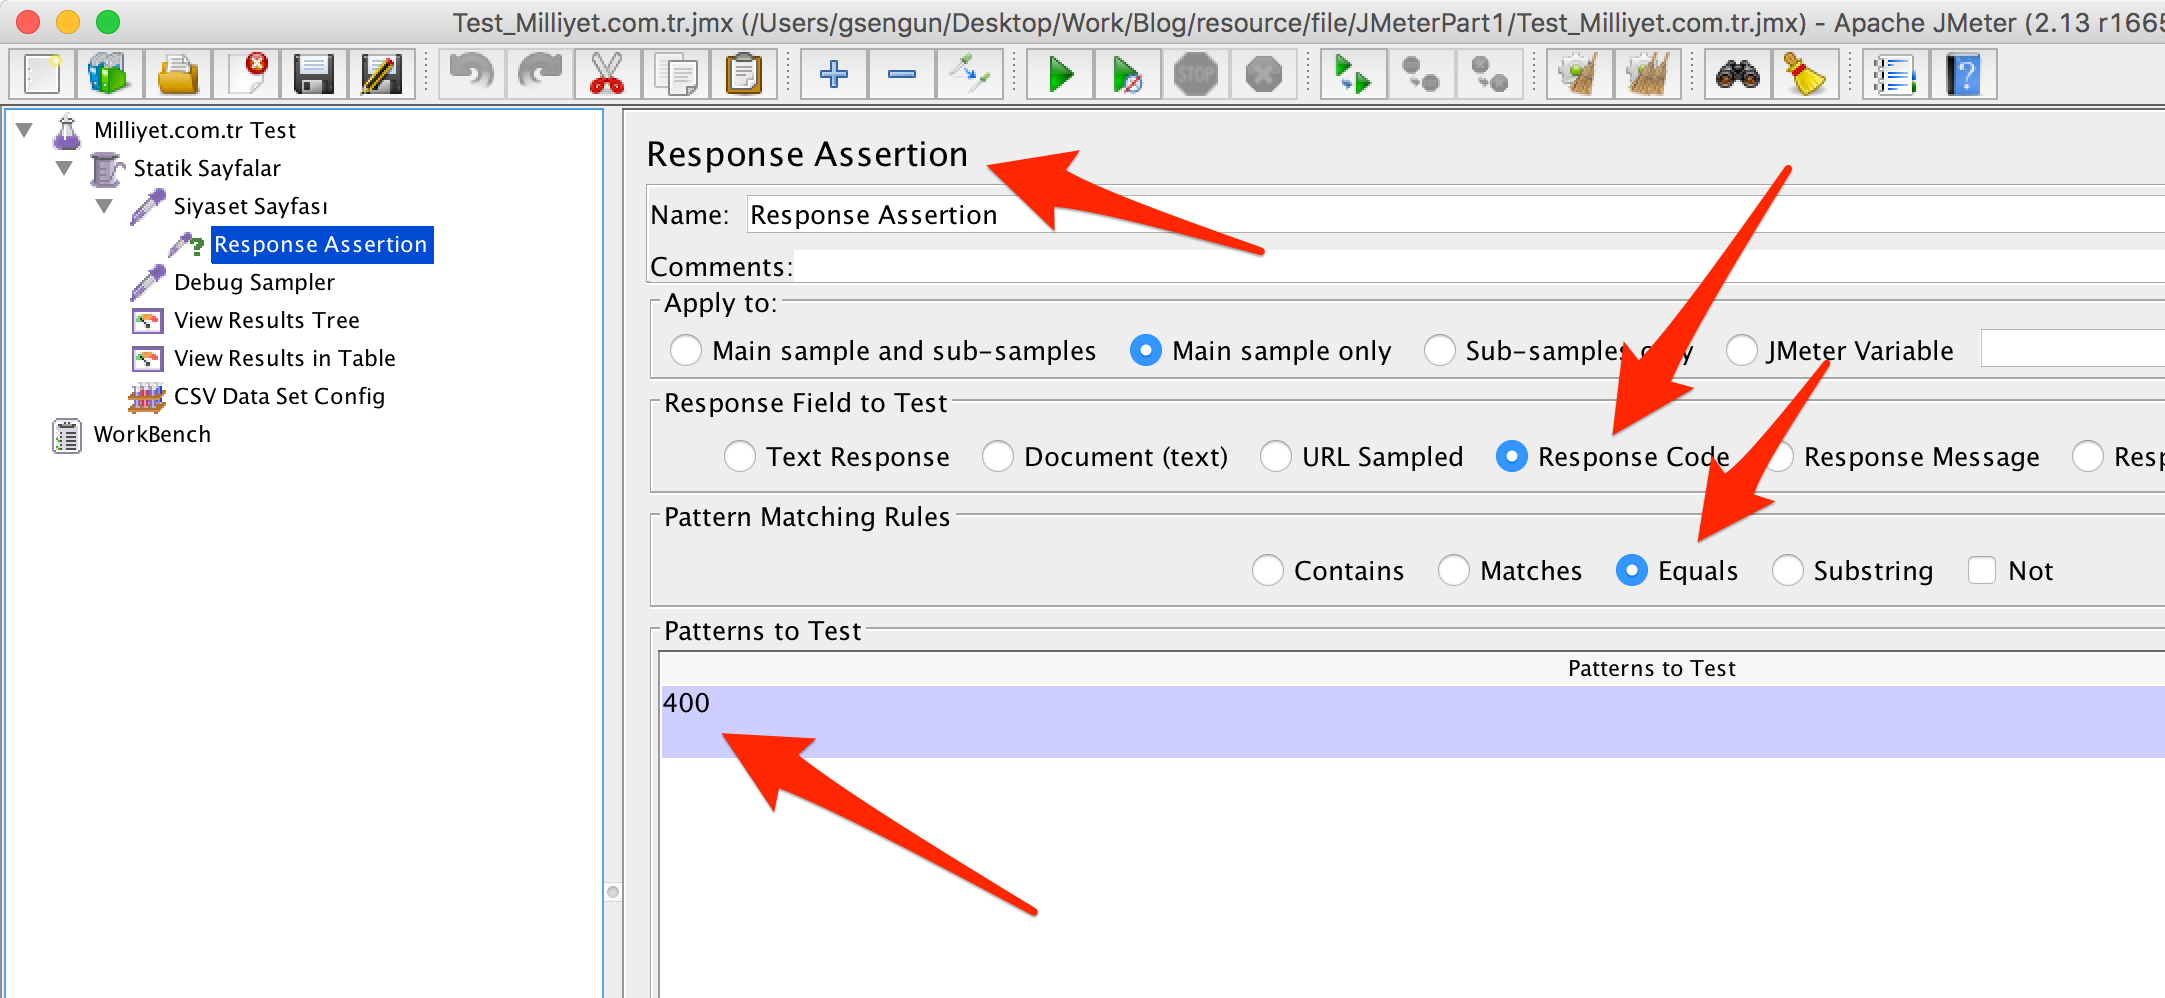 Test_Milliyet.com.tr.jmx (/Users/gsengun/Desktop/Work/Blog/resource/file/JMeterPart1/Test_Milliyet.com.tr.jmx) - Apache JMeter (2.13 r1665
STOP
?
Milliyet.com.tr Test
Statik Sayfalar
Siyaset Sayfası
Response Assertion
Debug Sampler
View Results Tree
View Results in Table
CSV Data Set Config
WorkBench
Response Assertion
Name: Response Assertion
Comments:
Apply to:
Main sample and sub-samples Main sample only Sub-samples only JMeter Variable
Response Field to Test
Text Response Document (text) URL Sampled Response Code Response Message Resp
Pattern Matching Rules
Contains Matches Equals Substring Not
Patterns to Test
Patterns to Test
400